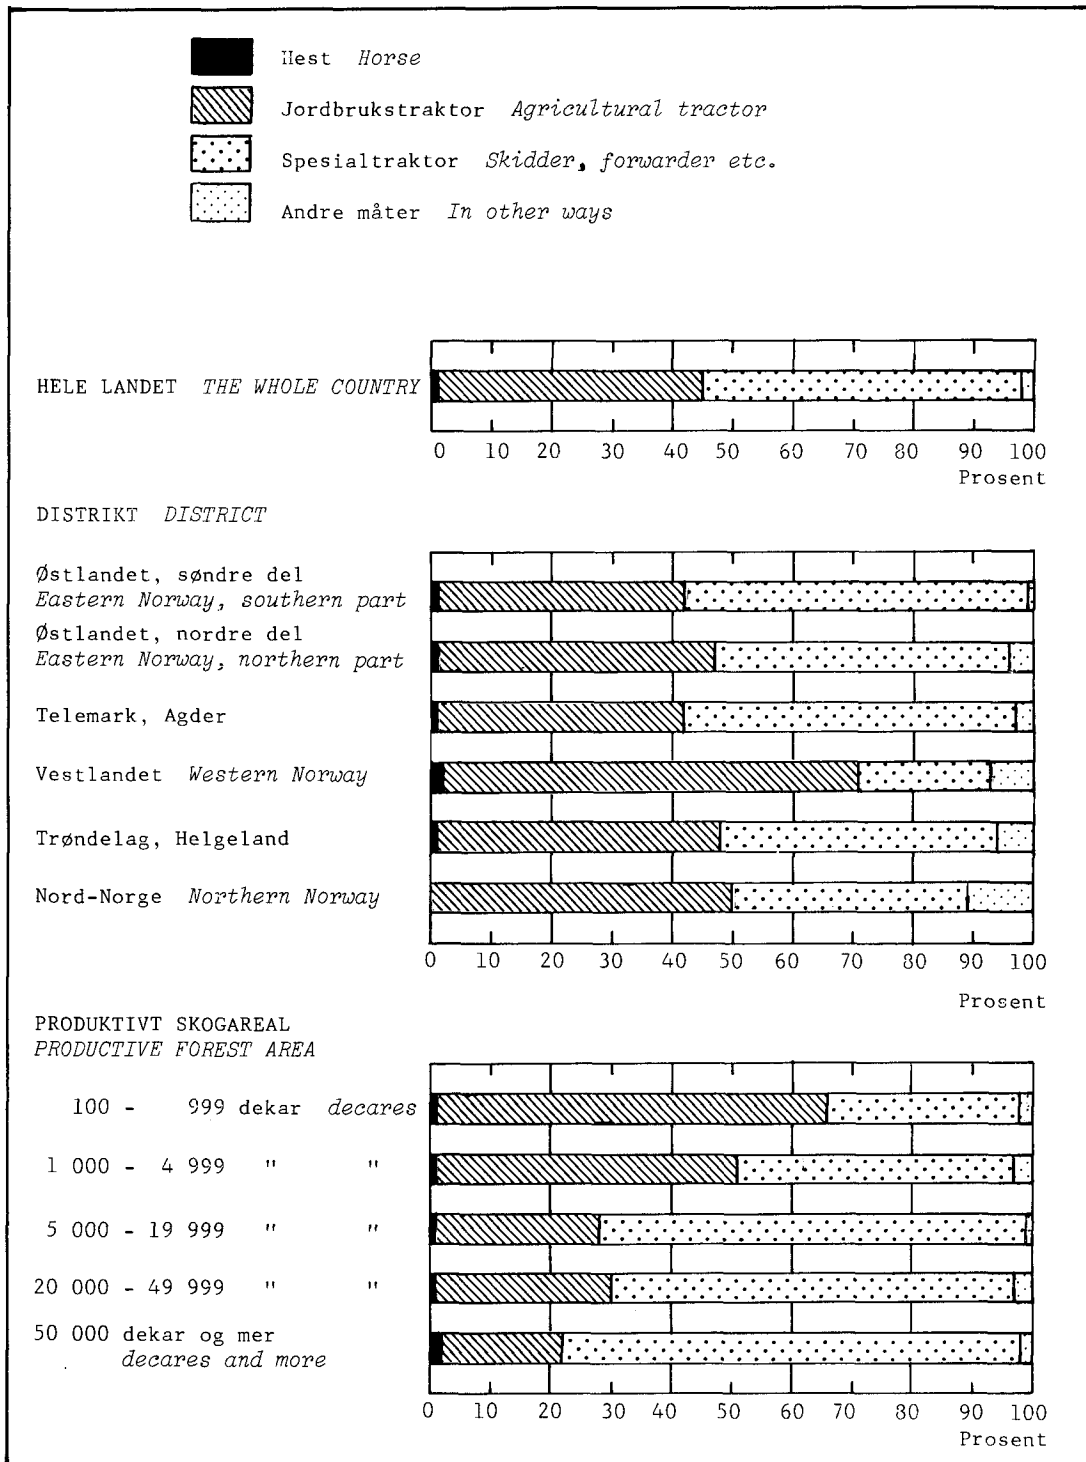 Hest Horse
Jordbrukstraktor Agricultural tractor
Spesialtraktor Skidder, forwarder etc.
Andre måter In other ways
HELE LANDET THE WHOLE COUNTRY
0 10 20 30 40 50 60 70 80 90 100
Prosent
DISTRIKT DISTRICT
Østlandet, søndre del
Eastern Norway, southern part
Østlandet, nordre del
Eastern Norway, northern part
Telemark, Agder
Vestlandet Western Norway
Trøndelag, Helgeland
Nord-Norge Northern Norway
0 10 20 30 40 50 60 70 80 90 100
Prosent
PRODUKTIVT SKOGAREAL
PRODUCTIVE FOREST AREA
100 - 999 dekar decares
1 000 - 4 999 " "
5 000 - 19 999 " "
20 000 - 49 999 " "
50 000 dekar og mer
decares and more
0 10 20 30 40 50 60 70 80 90 100
Prosent